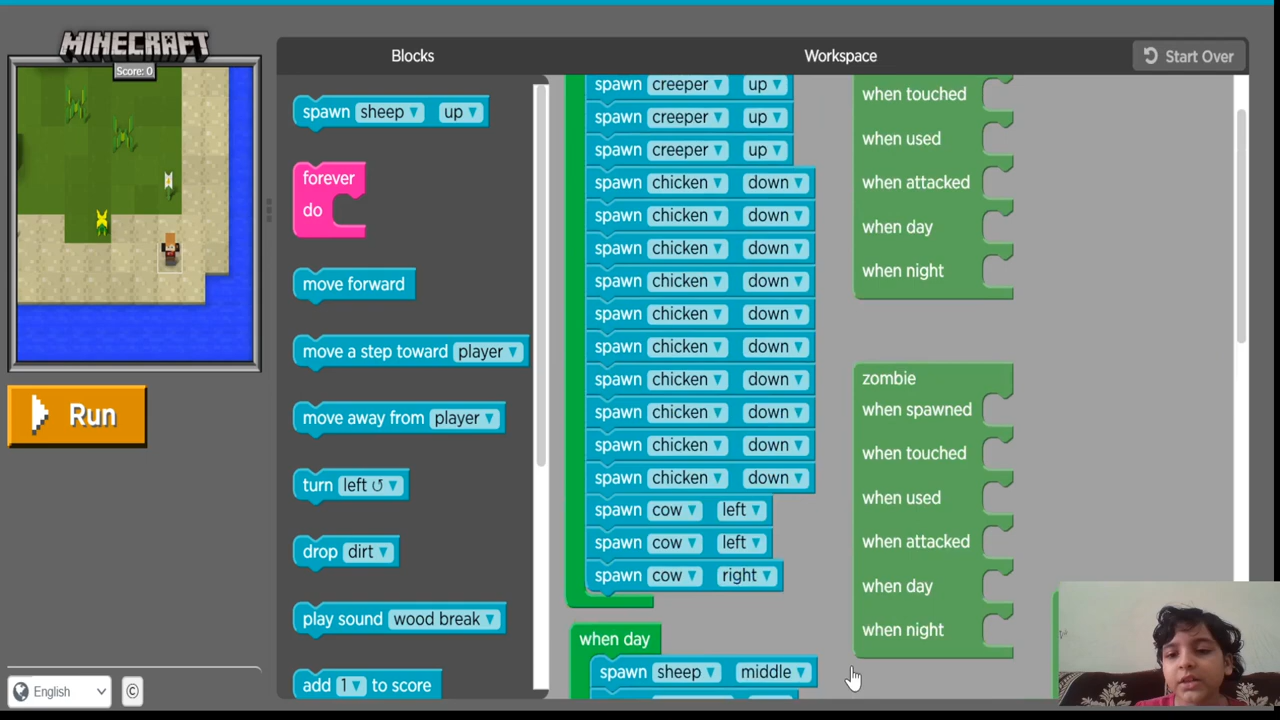 MINECRAFT
Score: 0
Run
English
©
Blocks
Workspace
Start Over
spawn sheep up
forever
do
move forward
move a step toward player
move away from player
turn left
drop dirt
play sound wood break
add 1 to score
spawn creeper up
spawn creeper up
spawn creeper up
spawn chicken down
spawn chicken down
spawn chicken down
spawn chicken down
spawn chicken down
spawn chicken down
spawn chicken down
spawn chicken down
spawn chicken down
spawn chicken down
spawn cow left
spawn cow left
spawn cow right
when day
spawn sheep middle
when touched
when used
when attacked
when day
when night
zombie
when spawned
when touched
when used
when attacked
when day
when night